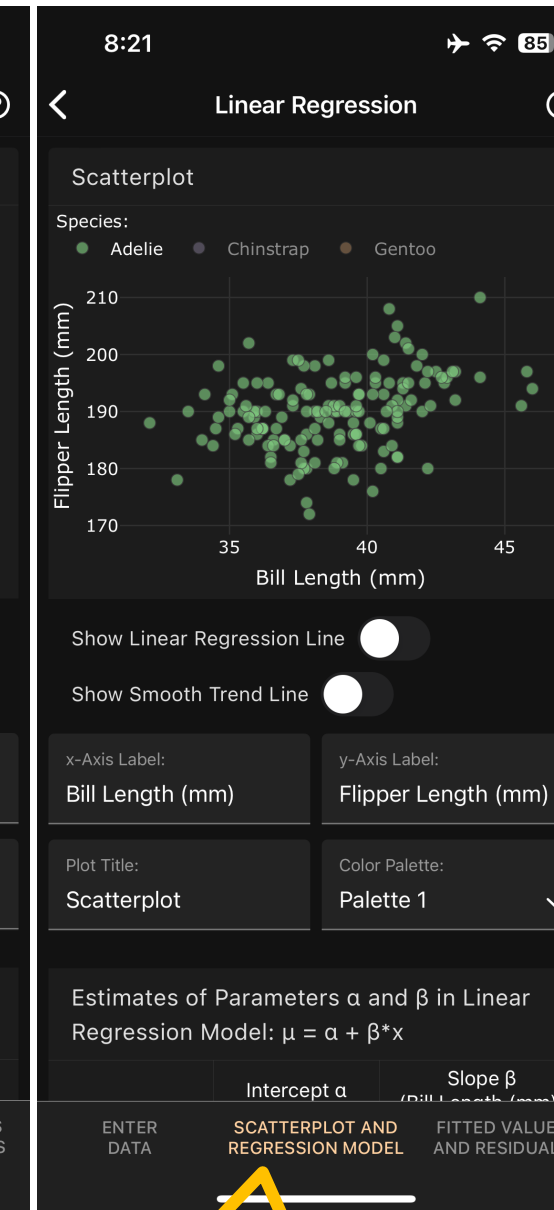 8:21
85
Linear Regression
Scatterplot
Species:
Adelie Chinstrap Gentoo
Flipper Length (mm)
210
200
190
180
170
35 40 45
Bill Length (mm)
Show Linear Regression Line
Show Smooth Trend Line
x-Axis Label:
Bill Length (mm)
y-Axis Label:
Flipper Length (mm)
Plot Title:
Scatterplot
Color Palette:
Palette 1
Estimates of Parameters α and β in Linear
Regression Model: μ = α + β*x
Intercept α
Slope β
(Bill Length (mm)
S
S
ENTER
DATA
SCATTERPLOT AND
REGRESSION MODEL
FITTED VALUE
AND RESIDUAL